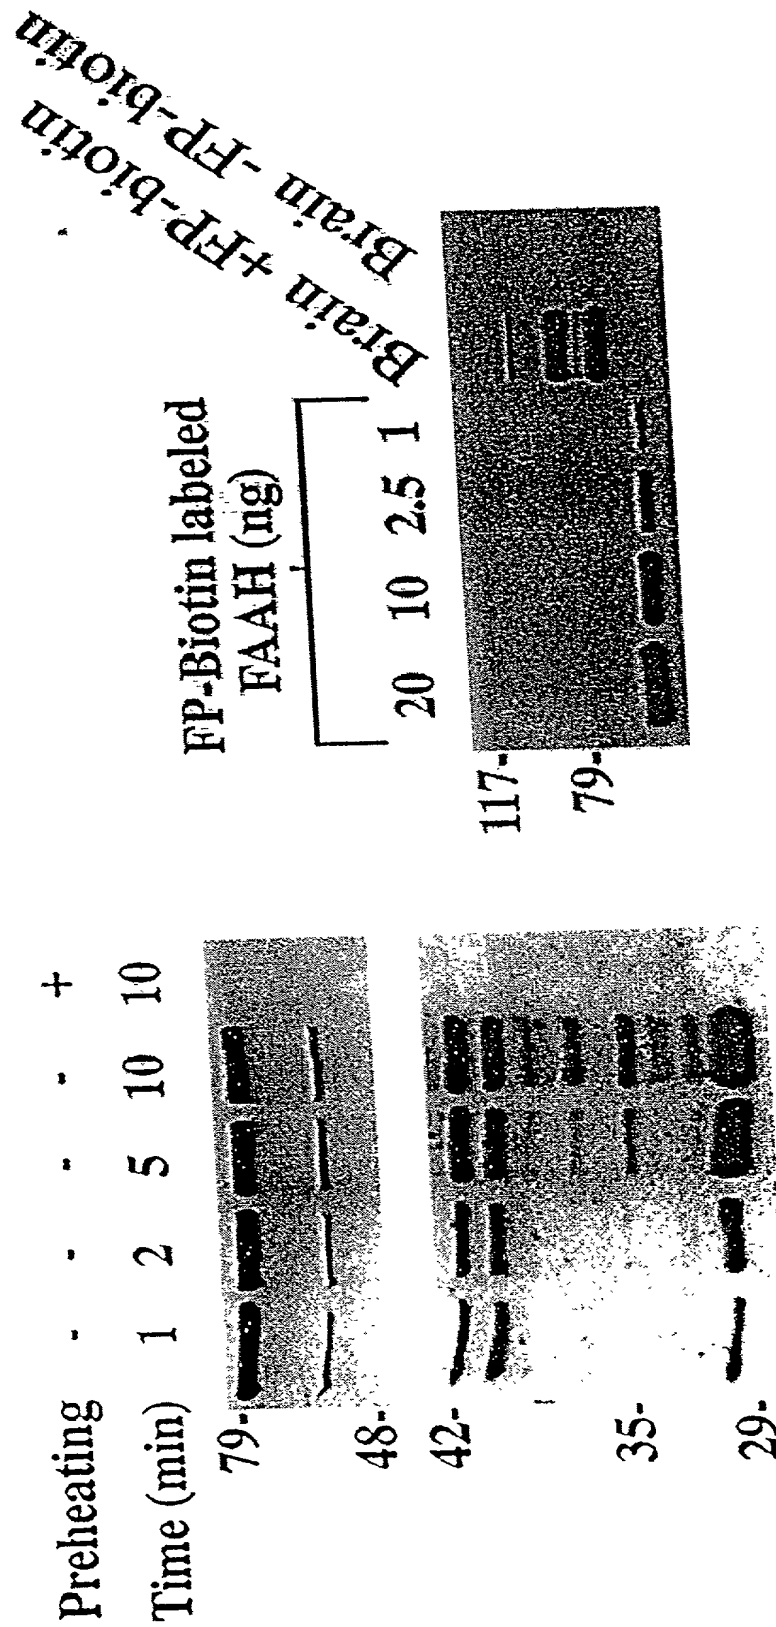 Preheating - - - - +
Time (min) 1 2 5 10 10
79-
48-
42-
35-
29-
FP-Biotin labeled
FAAH (ng)
20 10 2.5 1
Brain +FP-biotin
Brain -FP-biotin
117-
79-